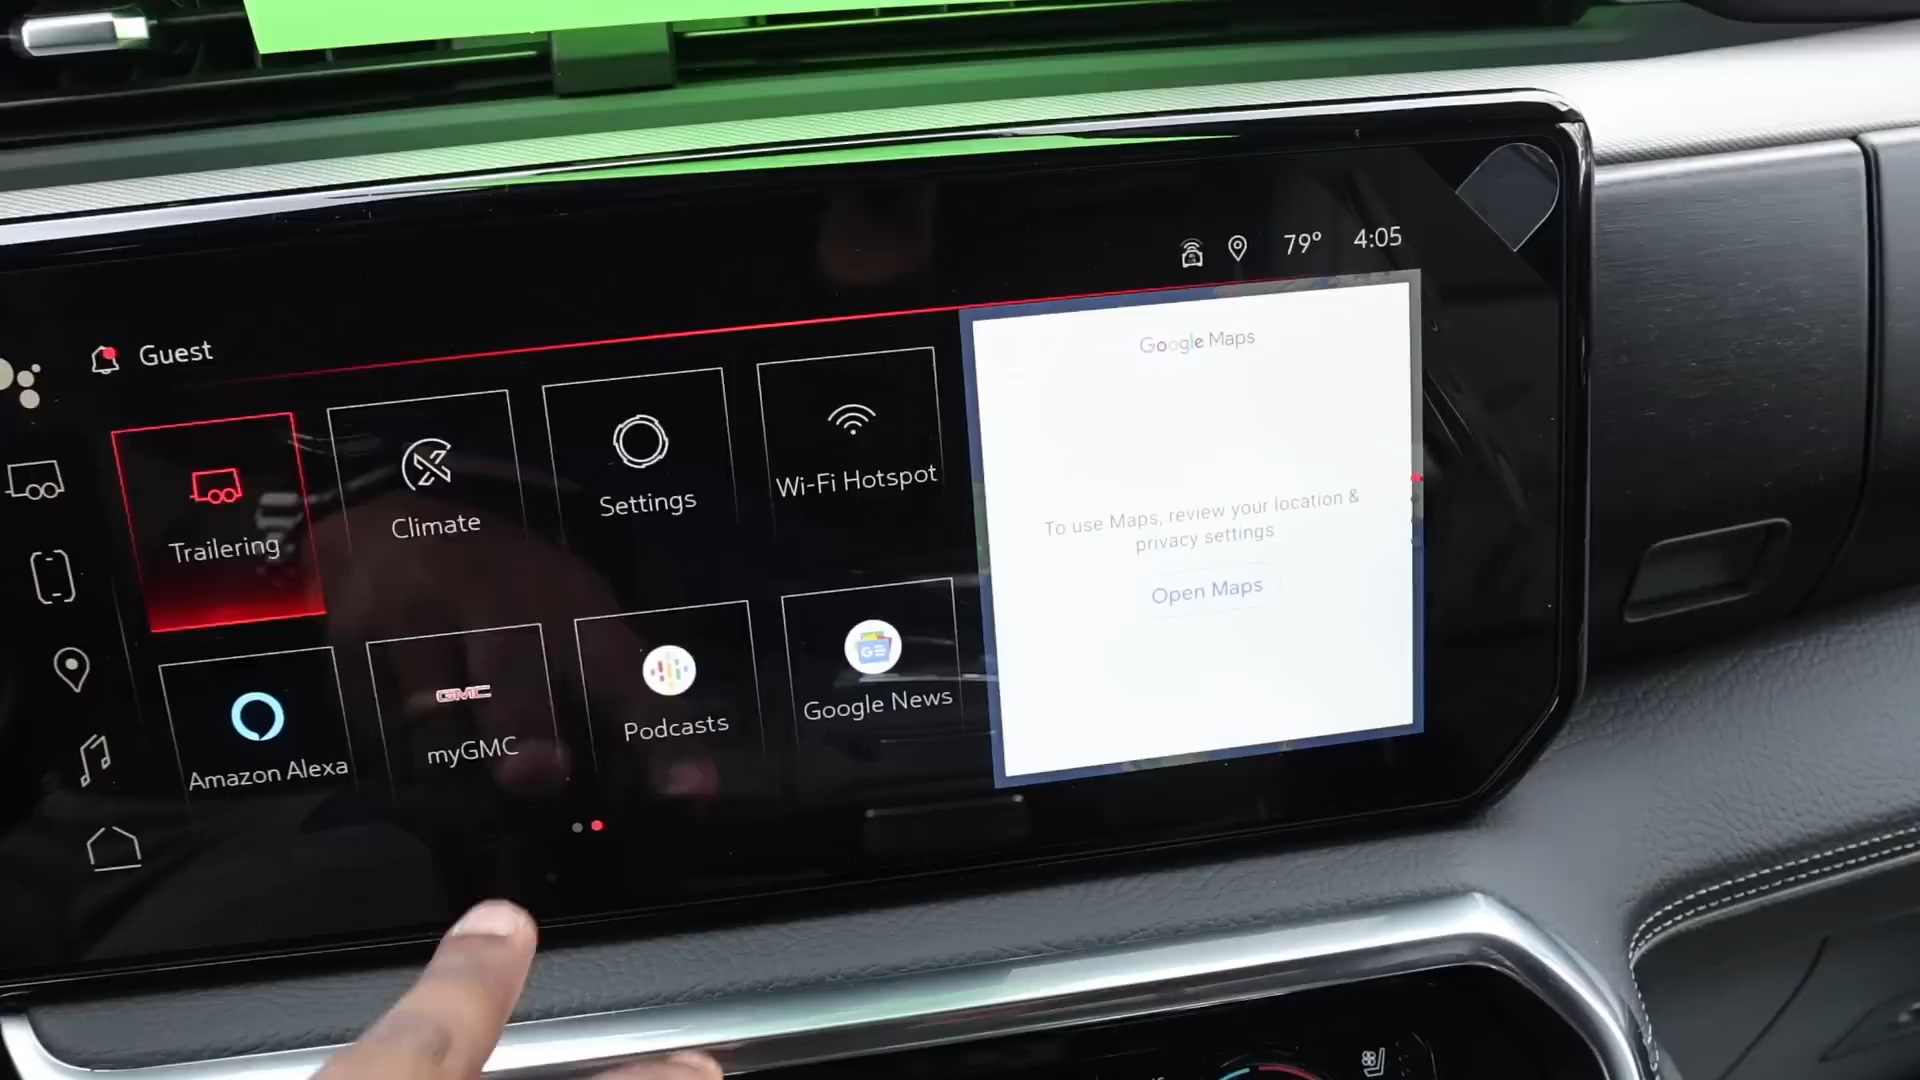 79° 4:05
Guest
Google Maps
Trailering
Climate
Settings
Wi-Fi Hotspot
To use Maps, review your location &
privacy settings
Open Maps
Amazon Alexa
GMC
myGMC
Podcasts
GE
Google News